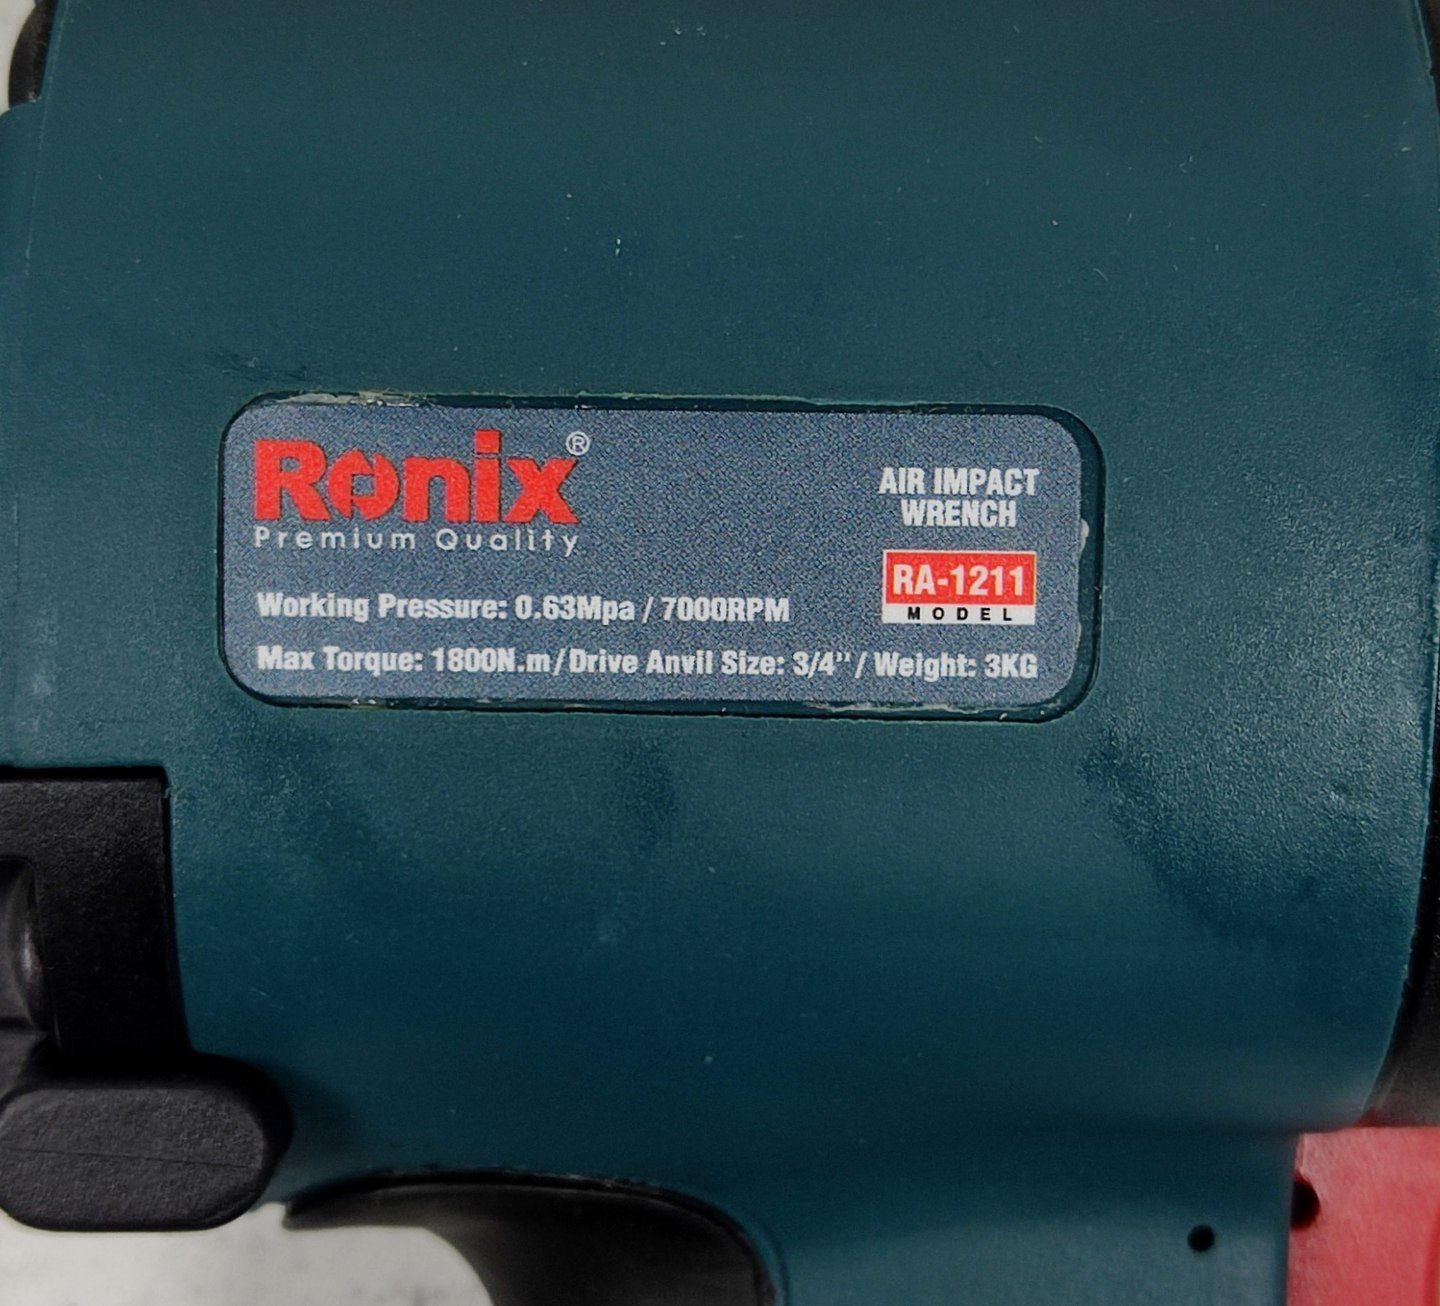 Ronix®
Premium Quality
AIR IMPACT
WRENCH
RA-1211
MODEL
Working Pressure: 0.63Mpa / 7000RPM
Max Torque: 1800N.m/Drive Anvil Size: 3/4'' / Weight: 3KG